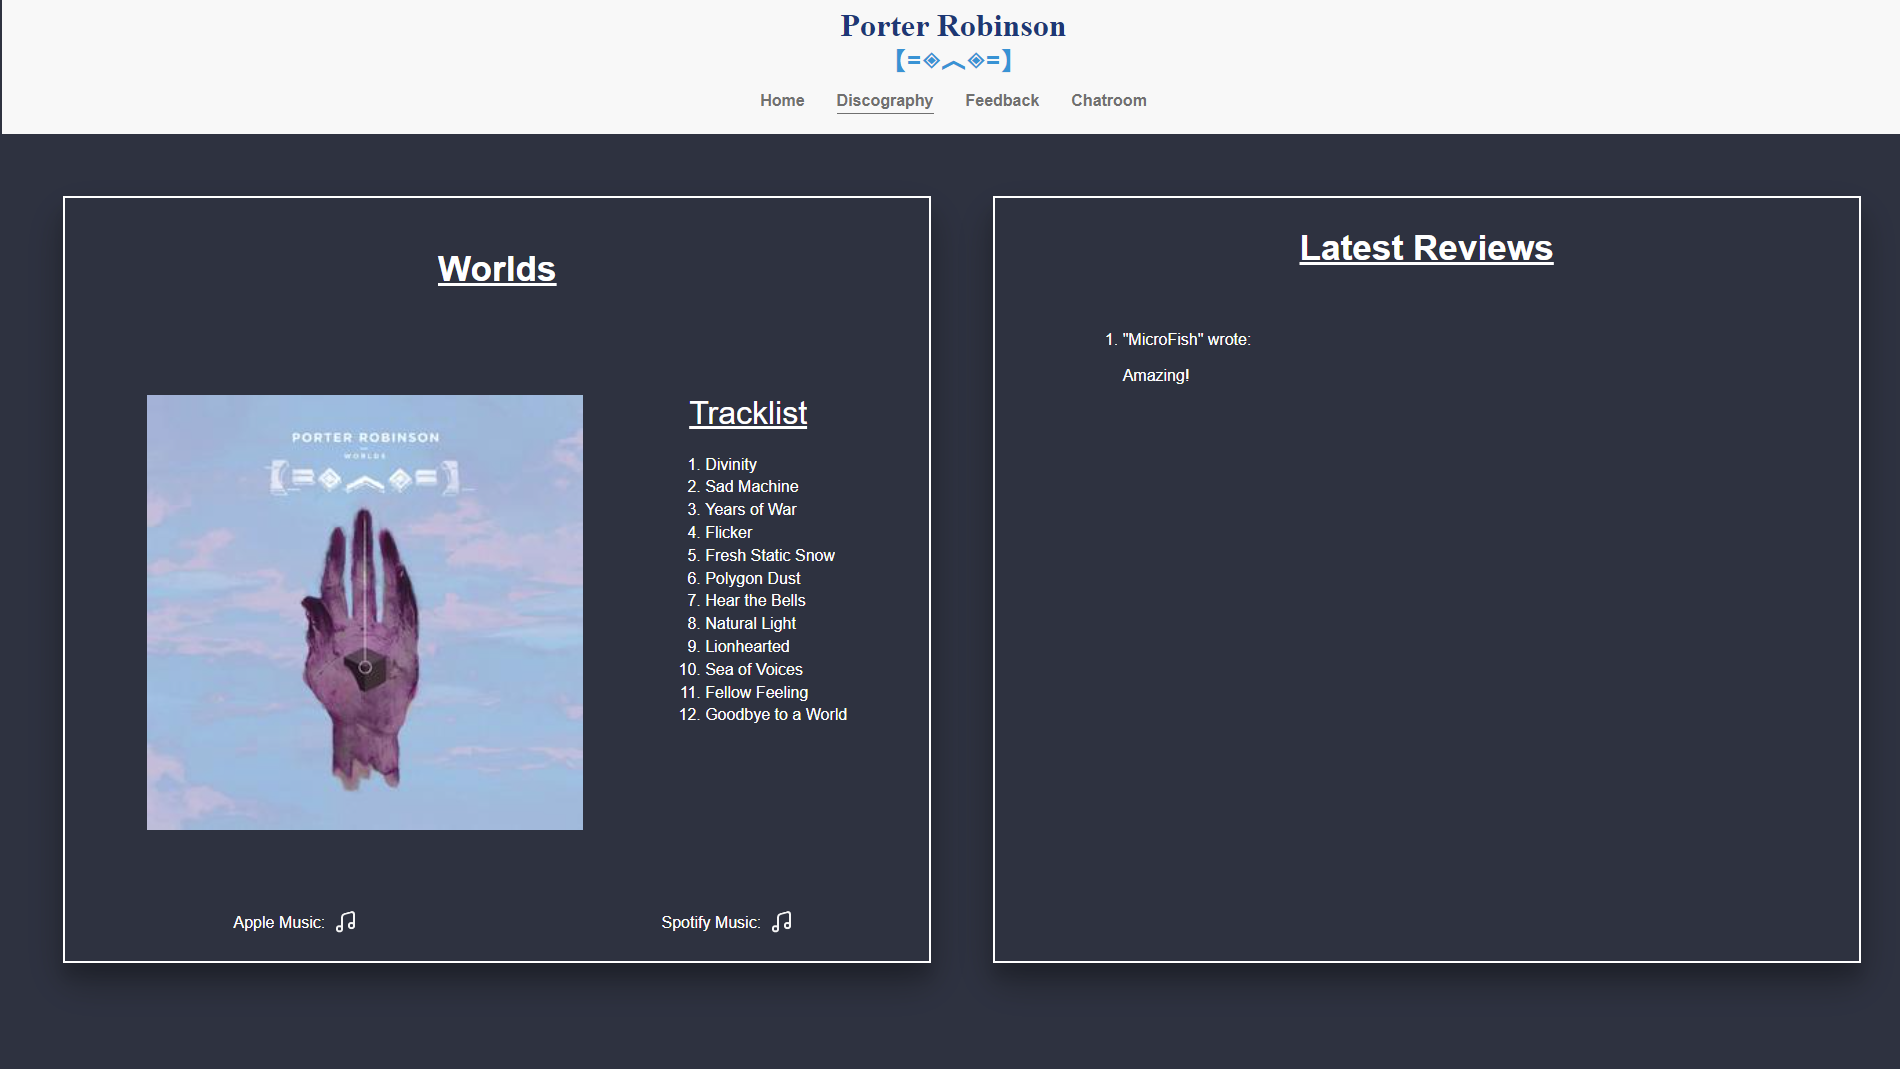 Porter Robinson
【=◈︿◈=】
Home Discography Feedback Chatroom
Worlds
PORTER ROBINSON
WORLDS
【=◈︿◈=】
Tracklist
1. Divinity
2. Sad Machine
3. Years of War
4. Flicker
5. Fresh Static Snow
6. Polygon Dust
7. Hear the Bells
8. Natural Light
9. Lionhearted
10. Sea of Voices
11. Fellow Feeling
12. Goodbye to a World
Apple Music:
Spotify Music:
Latest Reviews
1. "MicroFish" wrote:
Amazing!